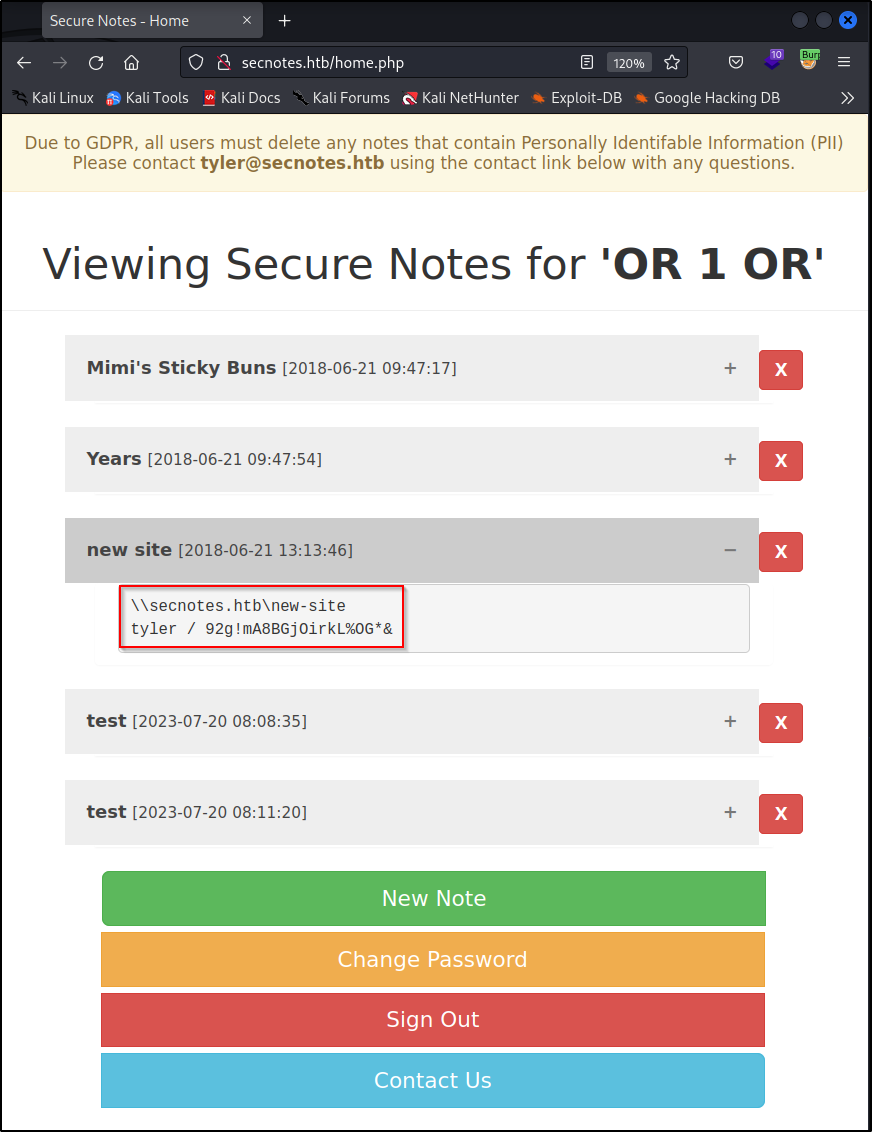 Secure Notes - Home
secnotes.htb/home.php
120%
10
Kali Linux Kali Tools Kali Docs Kali Forums Kali NetHunter Exploit-DB Google Hacking DB
Due to GDPR, all users must delete any notes that contain Personally Identifable Information (PII)
Please contact tyler@secnotes.htb using the contact link below with any questions.
Viewing Secure Notes for 'OR 1 OR'
Mimi's Sticky Buns [2018-06-21 09:47:17] + X
Years [2018-06-21 09:47:54] + X
new site [2018-06-21 13:13:46] − X
\\secnotes.htb\new-site
tyler / 92g!mA8BGjOirkL%OG*&
test [2023-07-20 08:08:35] + X
test [2023-07-20 08:11:20] + X
New Note
Change Password
Sign Out
Contact Us